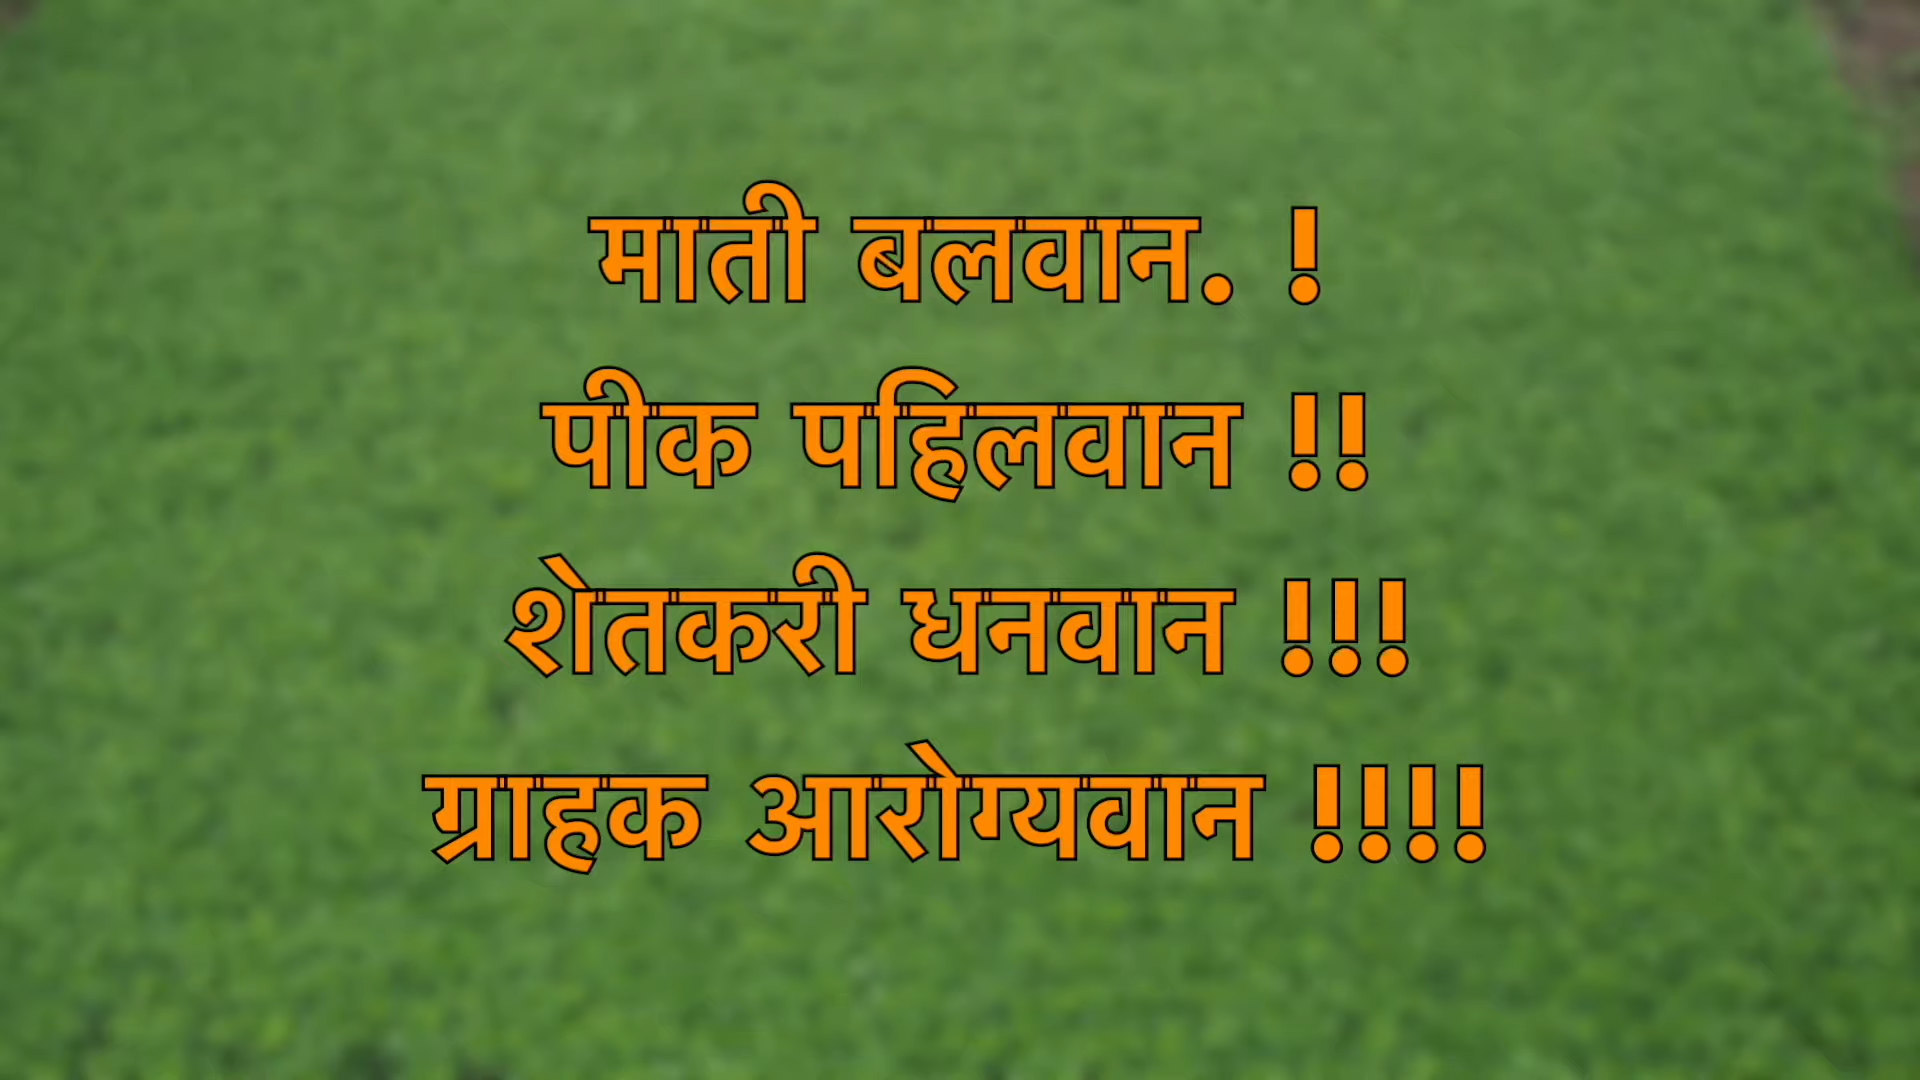 माती बलवान. !
पीक पहिलवान !!
शेतकरी धनवान !!!
ग्राहक आरोग्यवान !!!!